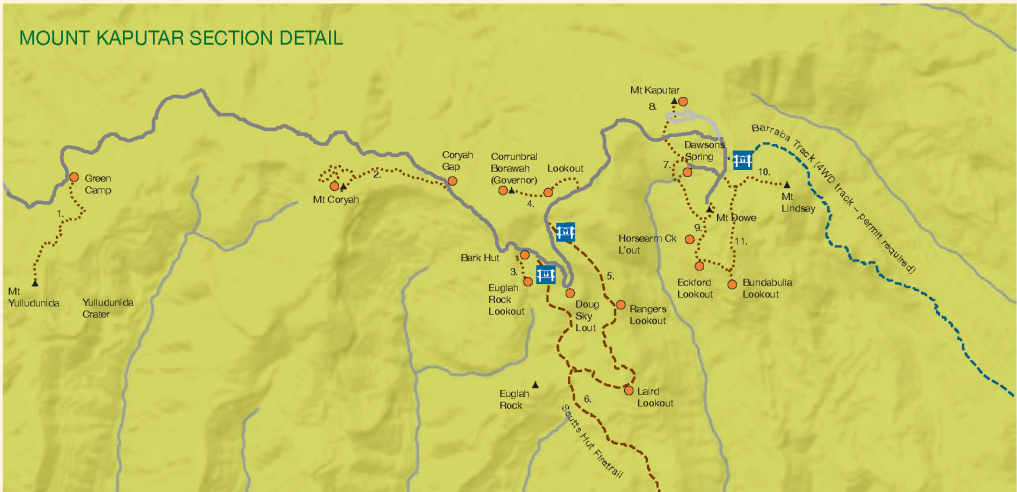 MOUNT KAPUTAR SECTION DETAIL
Mt Kaputar
8.
Barraba Track (4WD track – permit required)
Dawsons
Spring
7.
10.
Mt
Lindsay
Mt Dowe
9.
11.
Horsearm Ck
L'out
Eckford
Lookout
Bundabulla
Lookout
Coryah
Gap
Corrunbral
Borawah
(Governor)
Lookout
4.
2.
Mt Coryah
Green
Camp
1.
Mt
Yulludunida
Yulludunida
Crater
Bark Hut
3.
Euglah
Rock
Lookout
5.
Doug
Sky
Lout
Rangers
Lookout
Euglah
Rock
6.
Laird
Lookout
Scutts Hut Firetrail